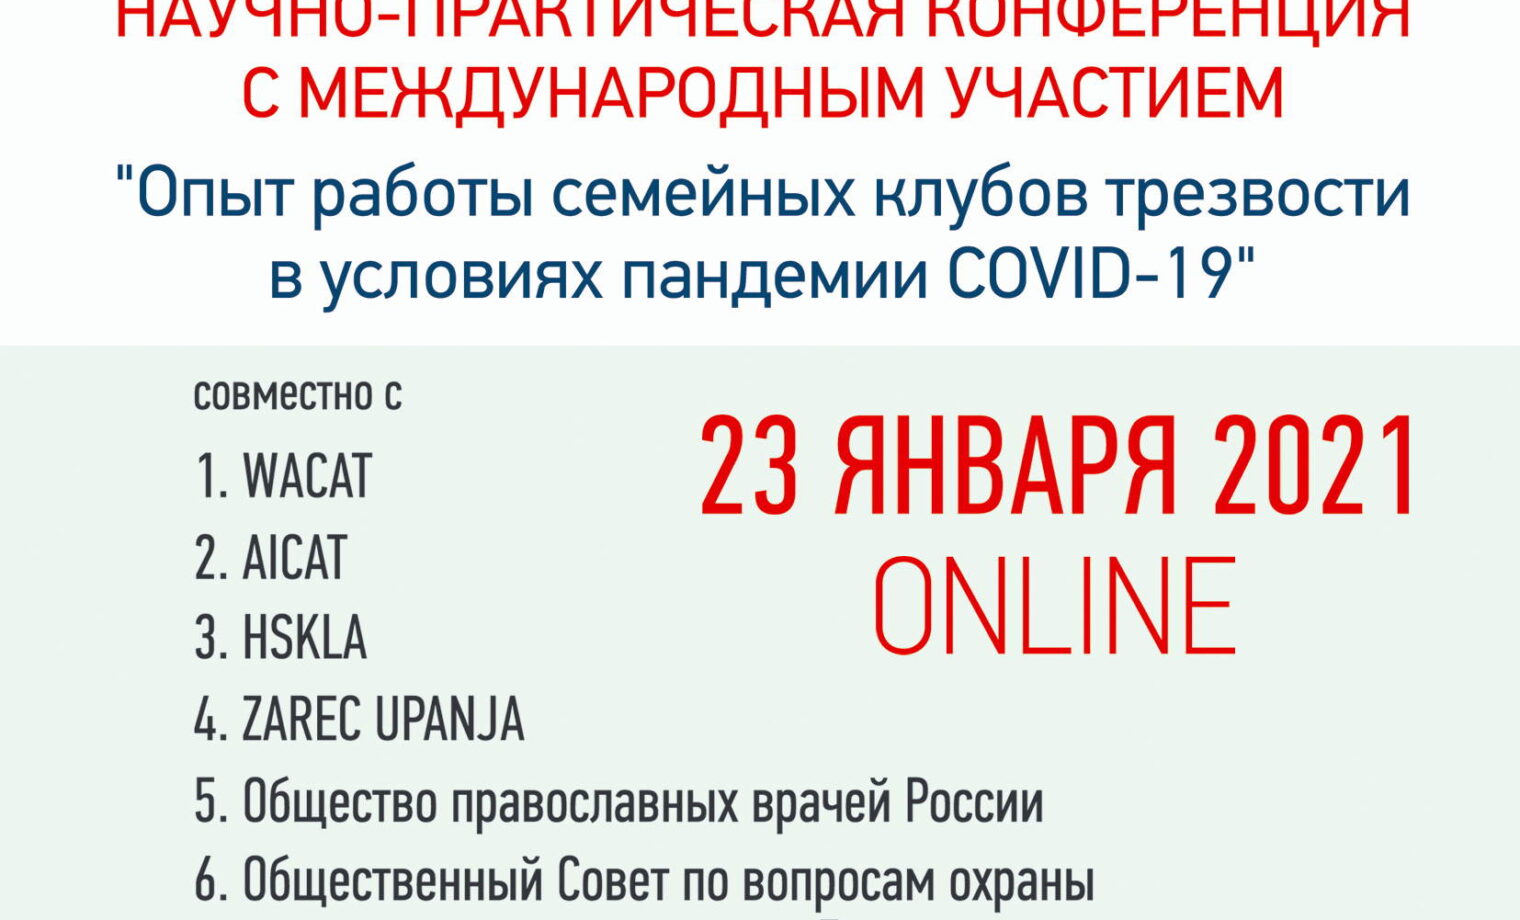 НАУЧНО-ПРАКТИЧЕСКАЯ КОНФЕРЕНЦИЯ
С МЕЖДУНАРОДНЫМ УЧАСТИЕМ
"Опыт работы семейных клубов трезвости
в условиях пандемии COVID-19"
совместно с
23 ЯНВАРЯ 2021
ONLINE
1. WACAT
2. AICAT
3. HSKLA
4. ZAREC UPANJA
5. Общество православных врачей России
6. Общественный Совет по вопросам охраны